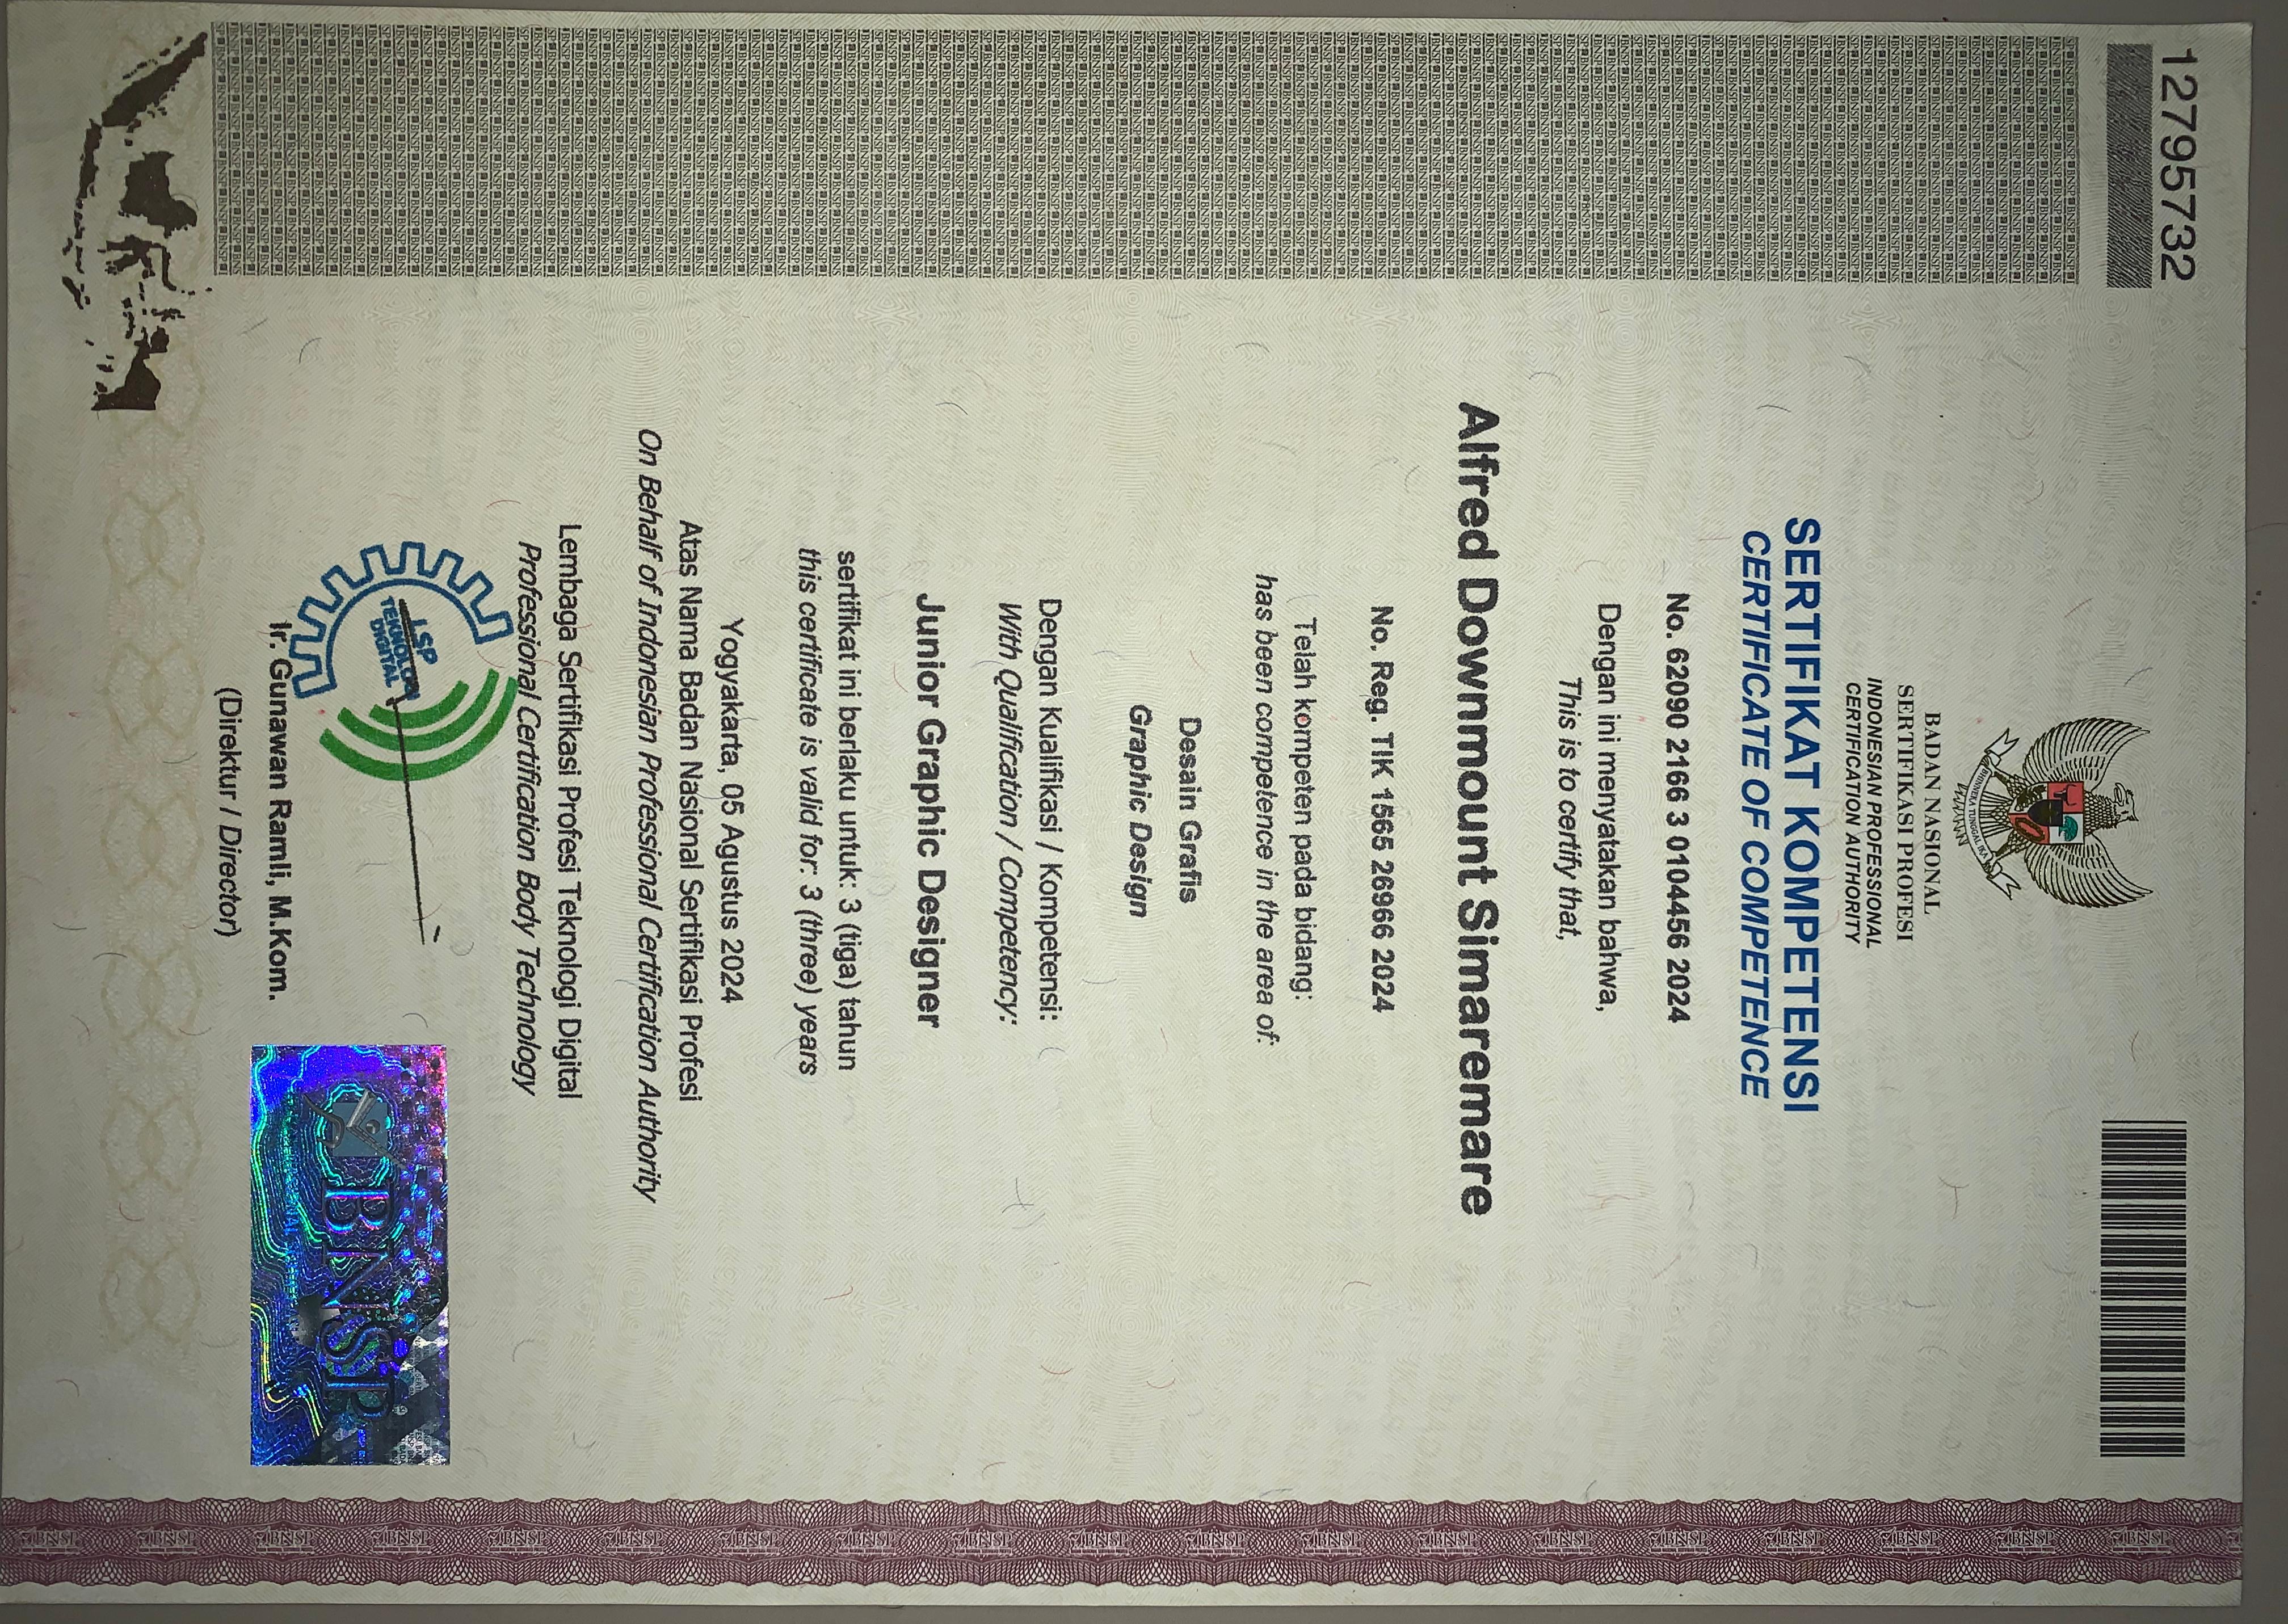 12795732
BHINNEKA TUNGGAL IKA
BADAN NASIONAL
SERTIFIKASI PROFESI
INDONESIAN PROFESSIONAL
CERTIFICATION AUTHORITY
SERTIFIKAT KOMPETENSI
CERTIFICATE OF COMPETENCE
No. 62090 2166 3 0104456 2024
Dengan ini menyatakan bahwa,
This is to certify that,
Alfred Downmount Simaremare
No. Reg. TIK 1565 26966 2024
Telah kompeten pada bidang:
has been competence in the area of:
Desain Grafis
Graphic Design
Dengan Kualifikasi / Kompetensi:
With Qualification / Competency:
Junior Graphic Designer
sertifikat ini berlaku untuk: 3 (tiga) tahun
this certificate is valid for: 3 (three) years
Yogyakarta, 05 Agustus 2024
Atas Nama Badan Nasional Sertifikasi Profesi
On Behalf of Indonesian Professional Certification Authority
Lembaga Sertifikasi Profesi Teknologi Digital
Professional Certification Body Technology
LSP
TEKNOLOGI
DIGITAL
Ir. Gunawan Ramli, M.Kom.
(Direktur / Director)
BNSP